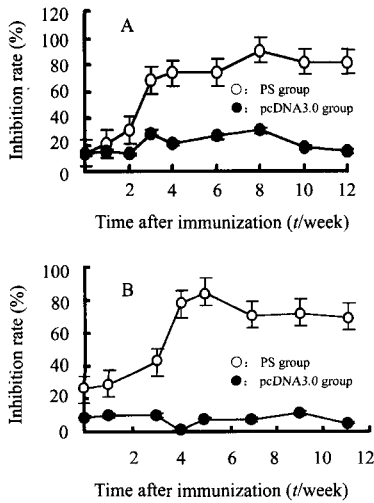 120
A
100
80
60
40
20
0
Inhibition rate (%)
: PS group
: pcDNA3.0 group
2 4 6 8 10 12
Time after immunization (t/week)
100
B
80
60
40
20
0
Inhibition rate (%)
: PS group
: pcDNA3.0 group
2 4 6 8 10 12
Time after immunization (t/week)